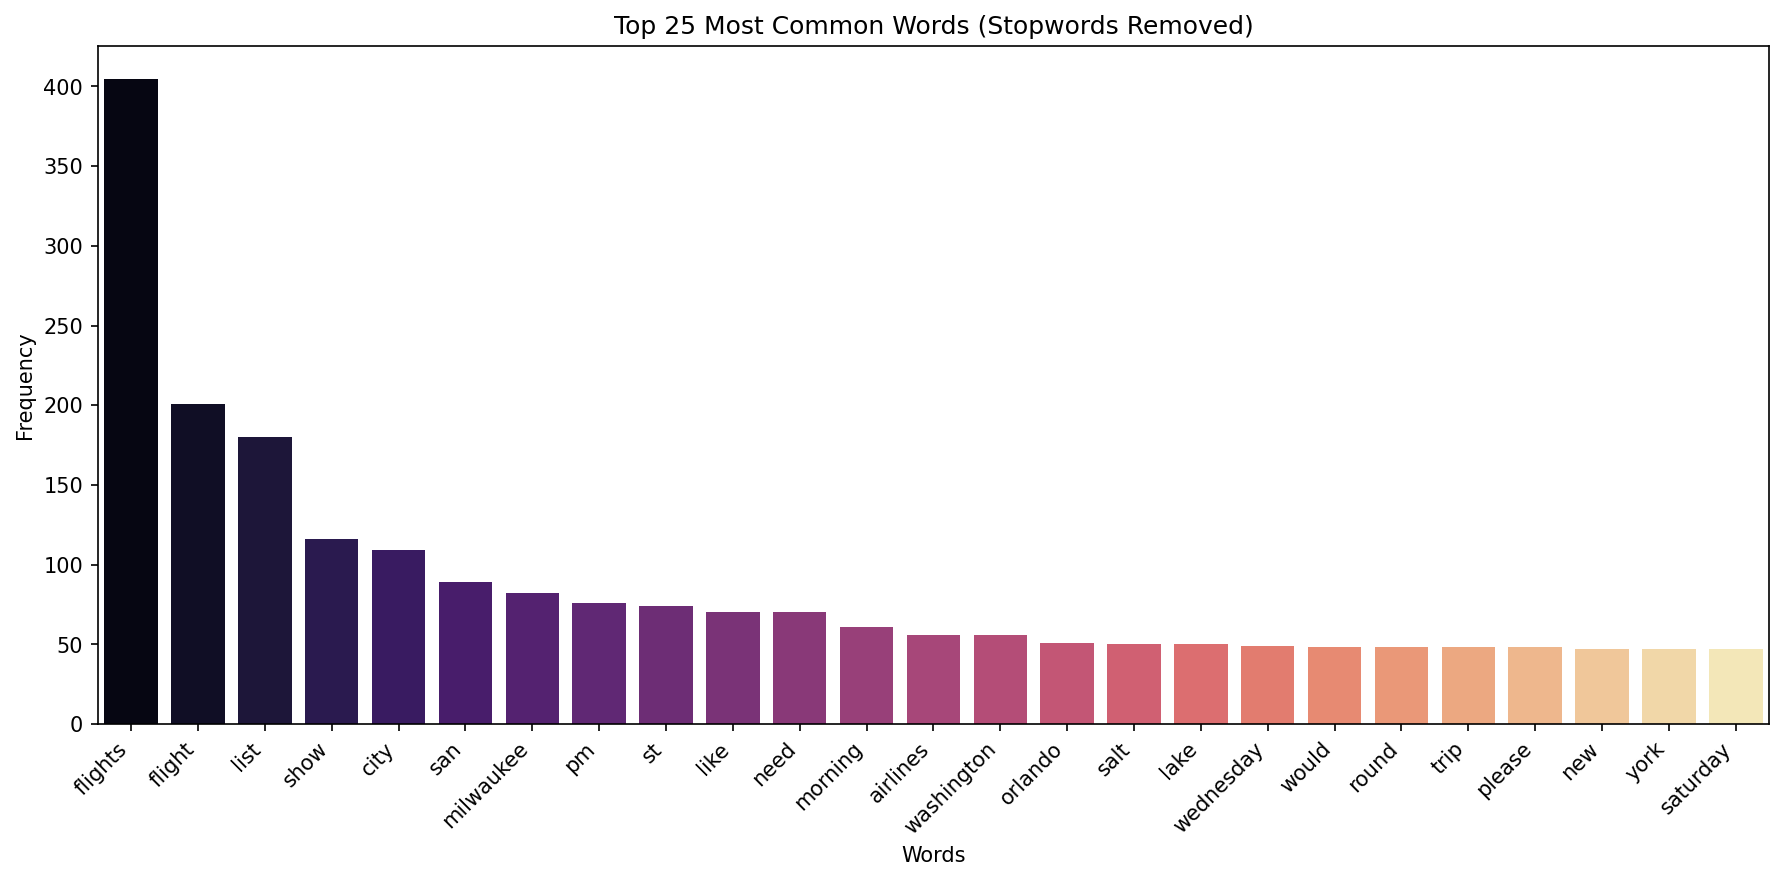 Top 25 Most Common Words (Stopwords Removed)
Frequency
400
350
300
250
200
150
100
50
0
flights
flight
list
show
city
san
milwaukee
pm
st
like
need
morning
airlines
washington
orlando
salt
lake
wednesday
would
round
trip
please
new
york
saturday
Words